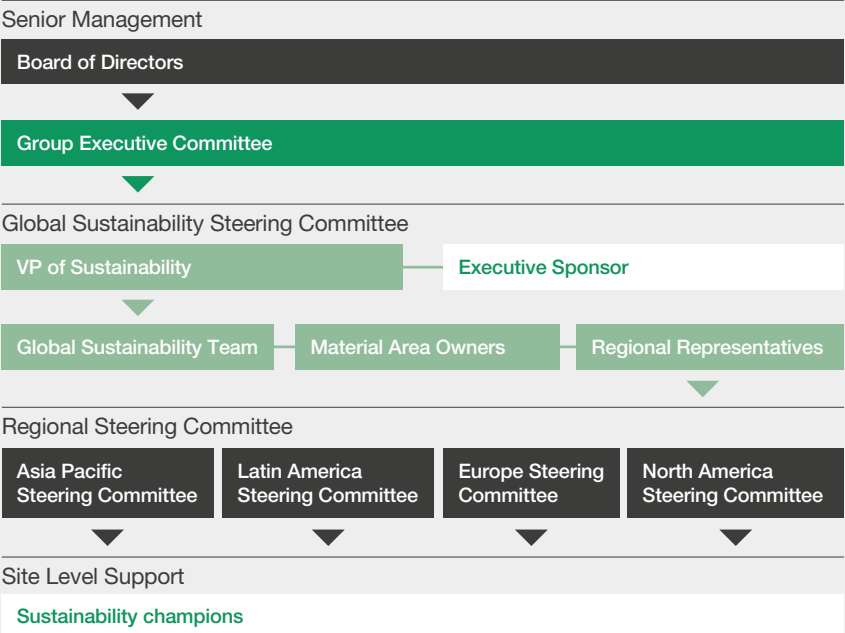 Senior Management
Board of Directors
Group Executive Committee
Global Sustainability Steering Committee
VP of Sustainability
Executive Sponsor
Global Sustainability Team
Material Area Owners
Regional Representatives
Regional Steering Committee
Asia Pacific
Steering Committee
Latin America
Steering Committee
Europe Steering
Committee
North America
Steering Committee
Site Level Support
Sustainability champions